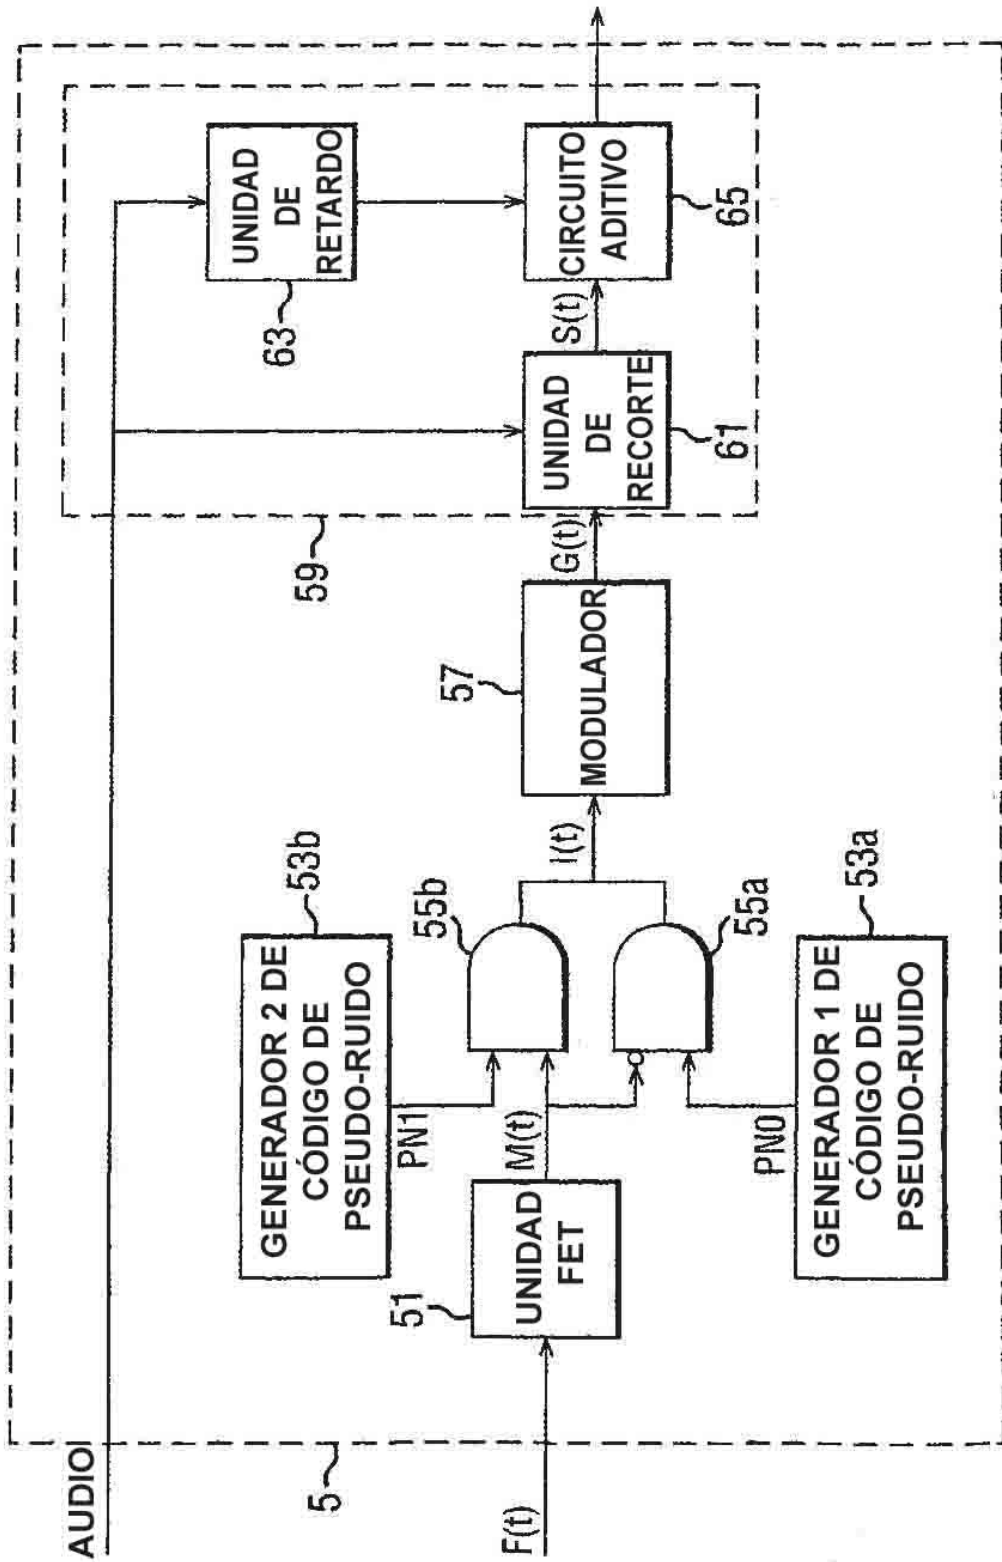 AUDIO
5
F(t)
51
UNIDAD
FET
M(t)
GENERADOR 2 DE
CÓDIGO DE
PSEUDO-RUIDO
53b
PN1
55b
55a
PN0
GENERADOR 1 DE
CÓDIGO DE
PSEUDO-RUIDO
53a
I(t)
57
MODULADOR
G(t)
59
UNIDAD
DE
RECORTE
61
S(t)
63
UNIDAD
DE
RETARDO
CIRCUITO
ADITIVO
65